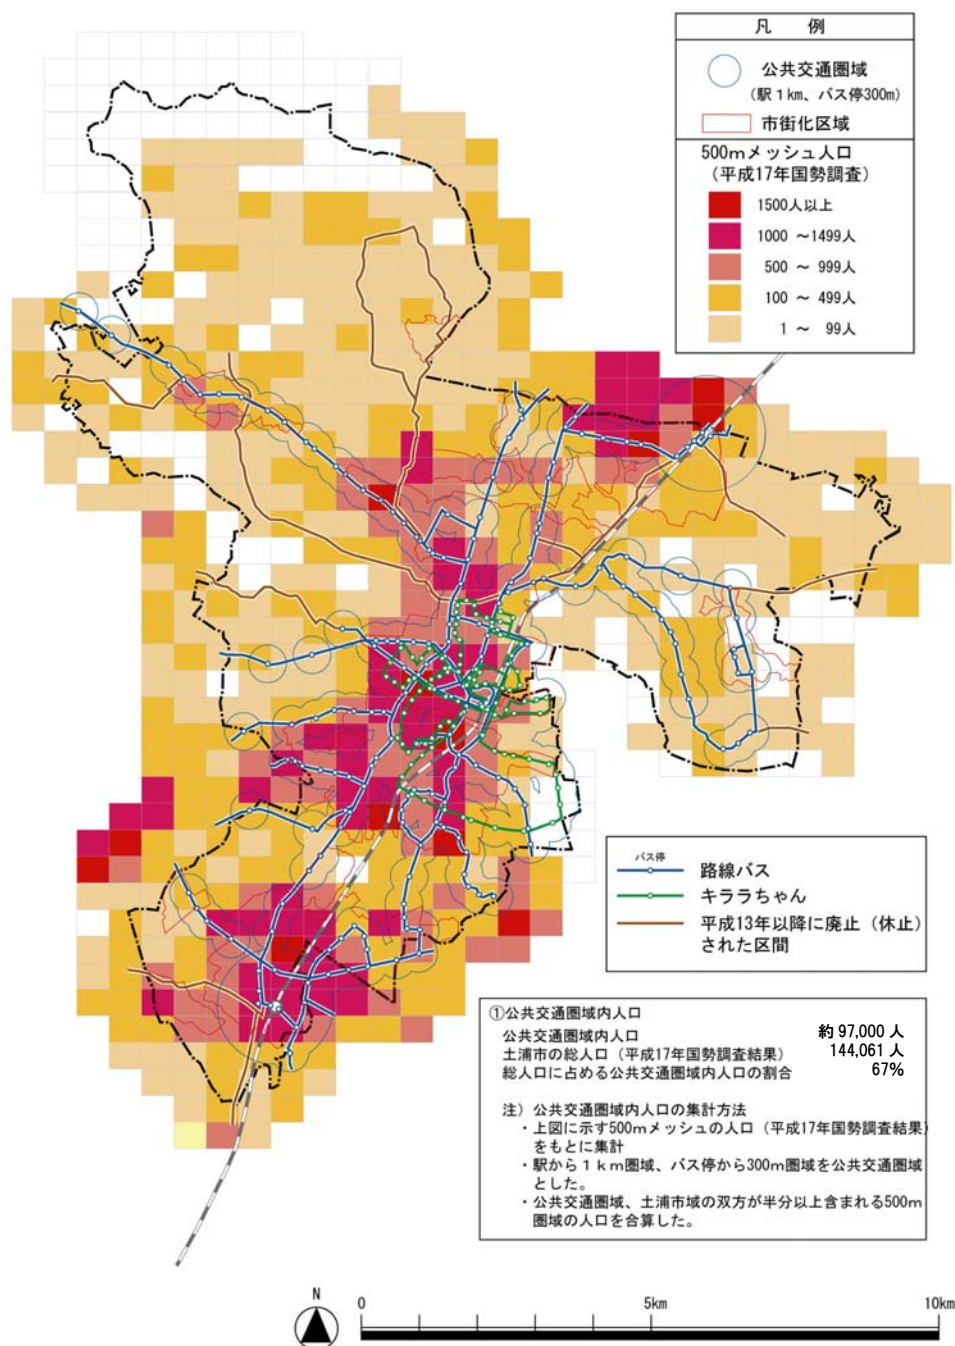 凡　例
公共交通圏域
（駅１km、バス停300m）
市街化区域
500mメッシュ人口
（平成17年国勢調査）
1500人以上
1000 ～1499人
500 ～ 999人
100 ～ 499人
1 ～ 99人
バス停
路線バス
キララちゃん
平成13年以降に廃止（休止）
された区間
①公共交通圏域内人口
公共交通圏域内人口 約 97,000 人
土浦市の総人口（平成17年国勢調査結果） 144,061 人
総人口に占める公共交通圏域内人口の割合 67%
注）公共交通圏域内人口の集計方法
・上図に示す500mメッシュの人口（平成17年国勢調査結果）
をもとに集計
・駅から１ｋｍ圏域、バス停から300m圏域を公共交通圏域
とした。
・公共交通圏域、土浦市域の双方が半分以上含まれる500m
圏域の人口を合算した。
N
0 5km 10km